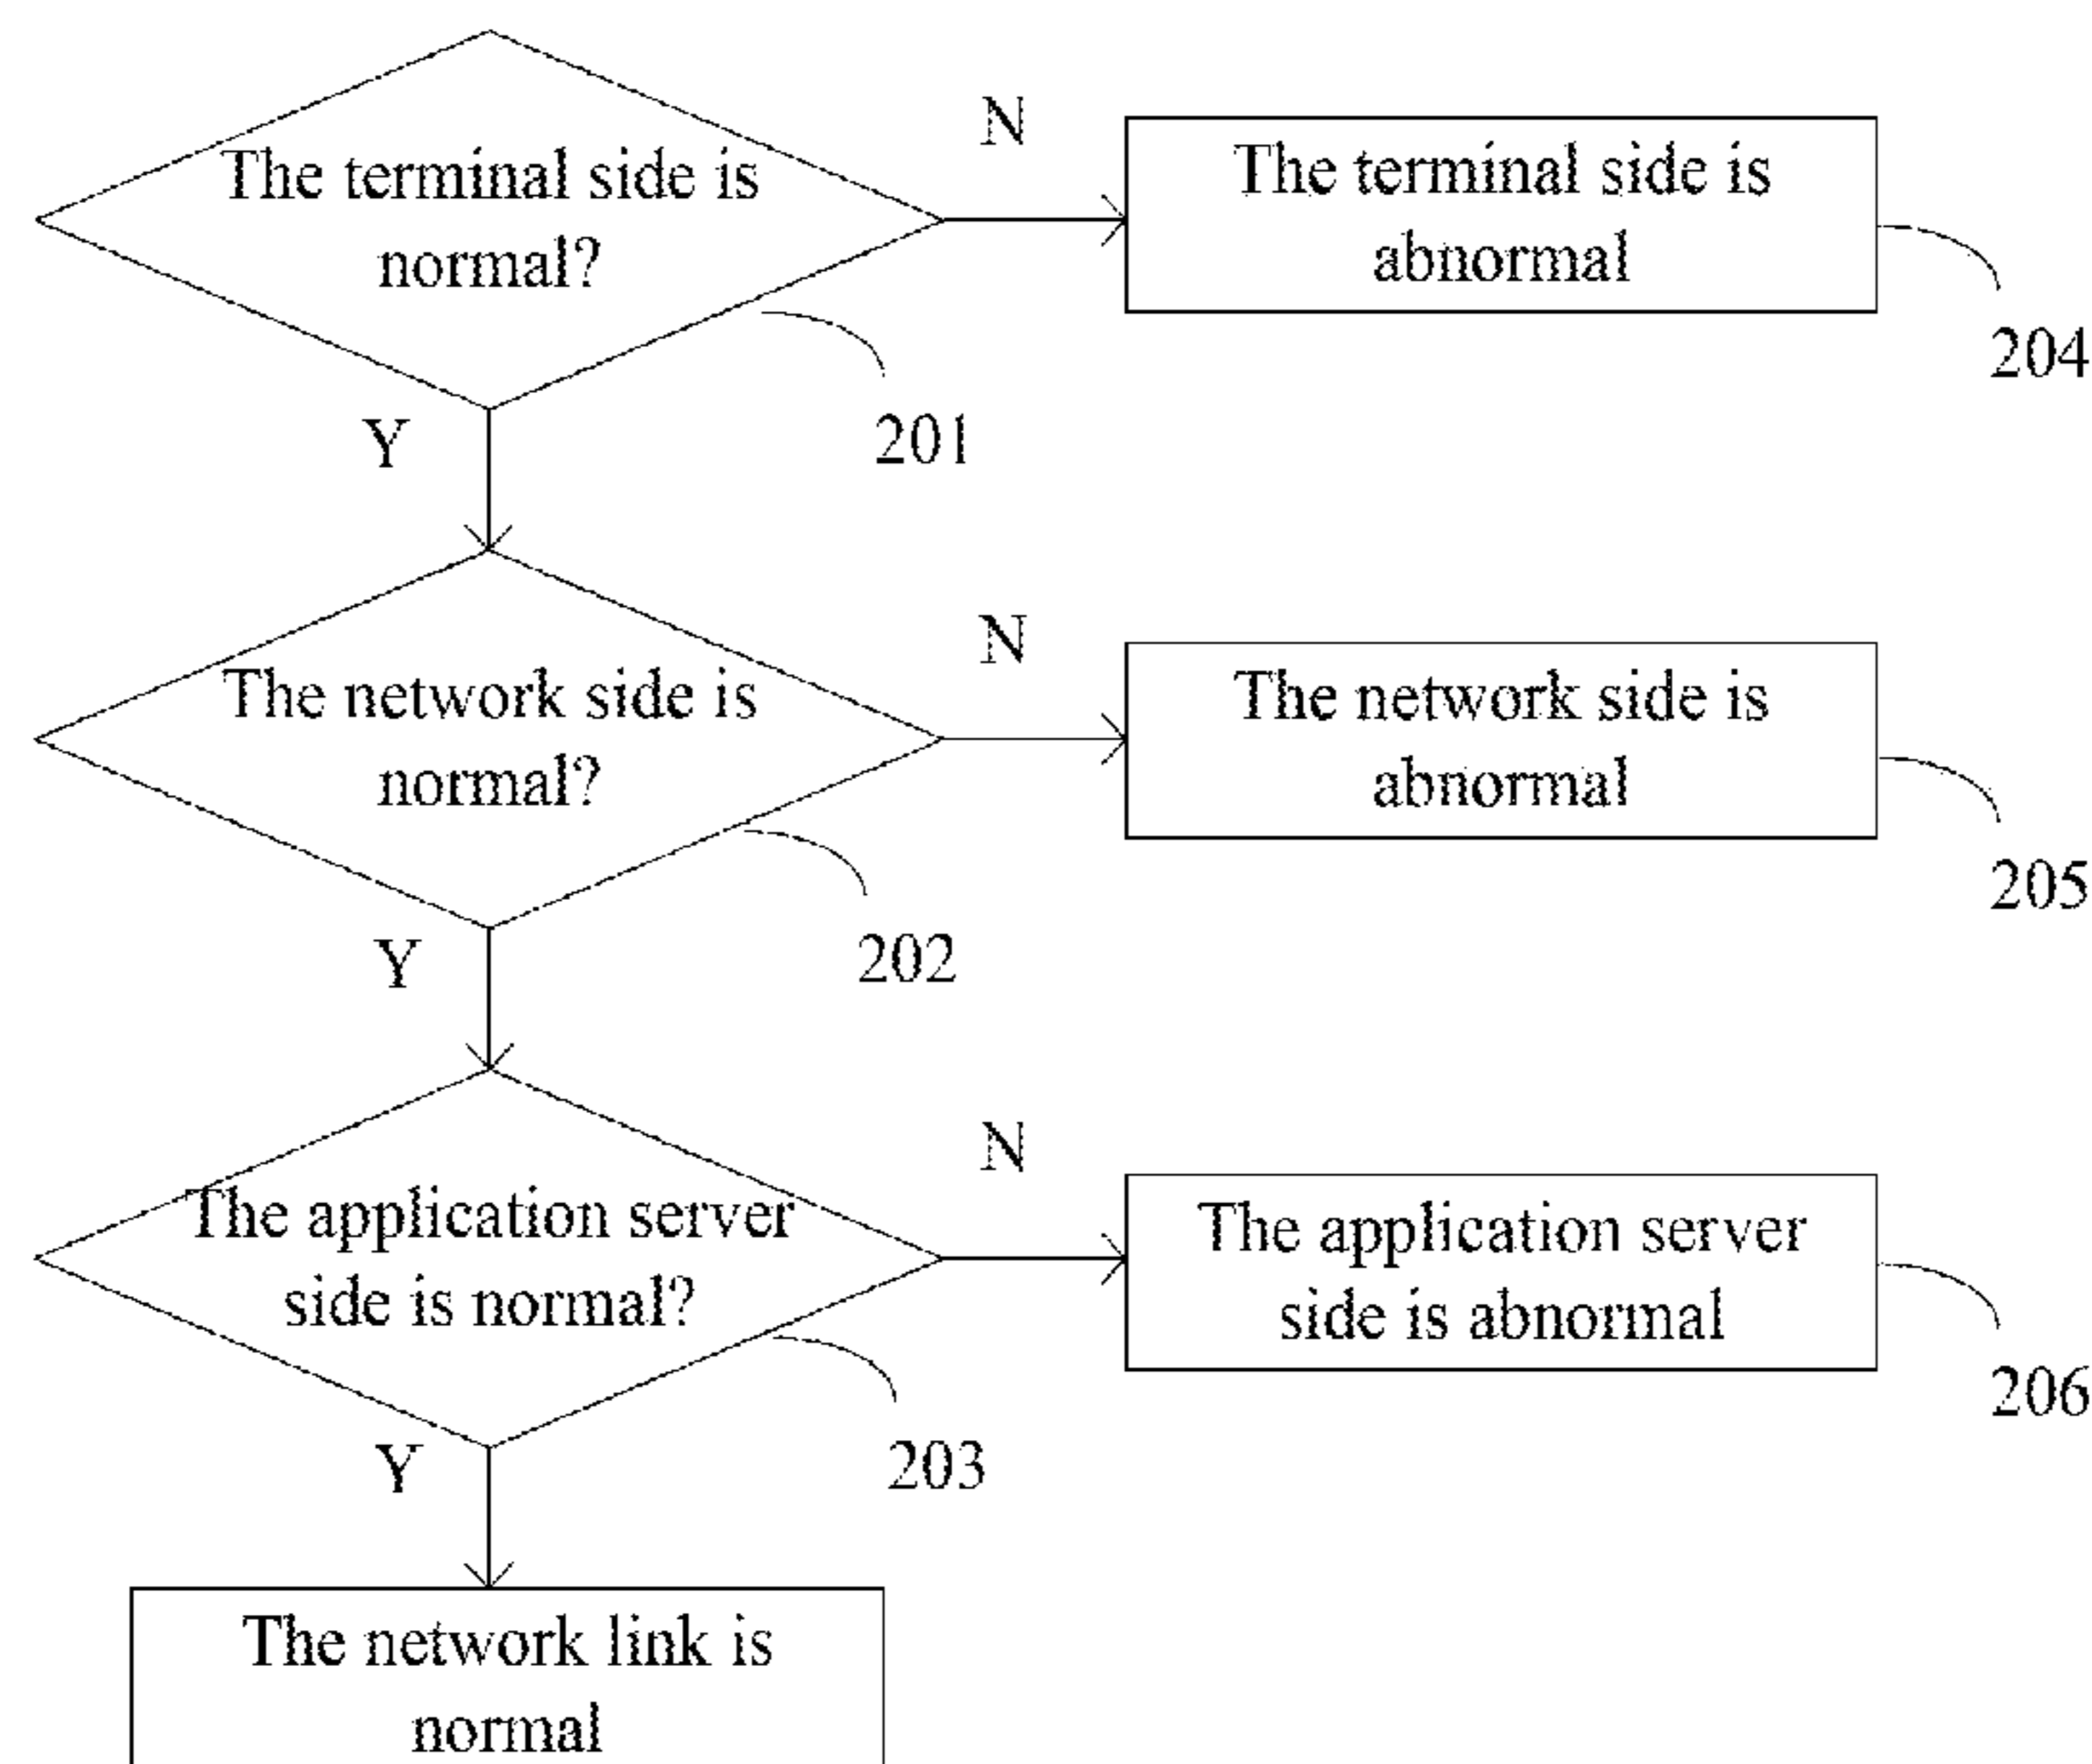 The terminal side is
normal?
N
The terminal side is
abnormal
204
201
Y
The network side is
normal?
N
The network side is
abnormal
205
202
Y
The application server
side is normal?
N
The application server
side is abnormal
206
203
Y
The network link is
normal